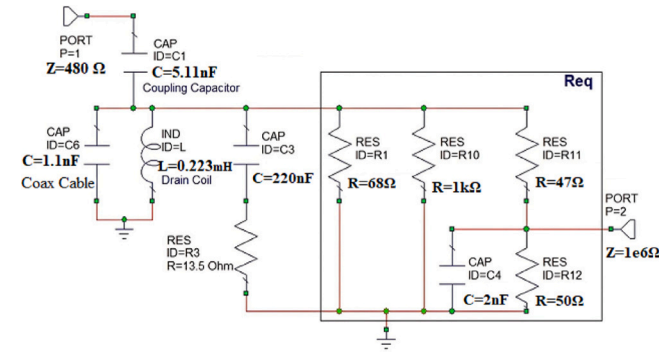 PORT
P=1
Z=480 Ω
CAP
ID=C1
C=5.11nF
Coupling Capacitor
Req
CAP
ID=C6
C=1.1nF
Coax Cable
IND
ID=L
L=0.223mH
Drain Coil
CAP
ID=C3
C=220nF
RES
ID=R1
R=68Ω
RES
ID=R10
R=1kΩ
RES
ID=R11
R=47Ω
PORT
P=2
Z=1e6Ω
RES
ID=R3
R=13.5 Ohm
CAP
ID=C4
C=2nF
RES
ID=R12
R=50Ω